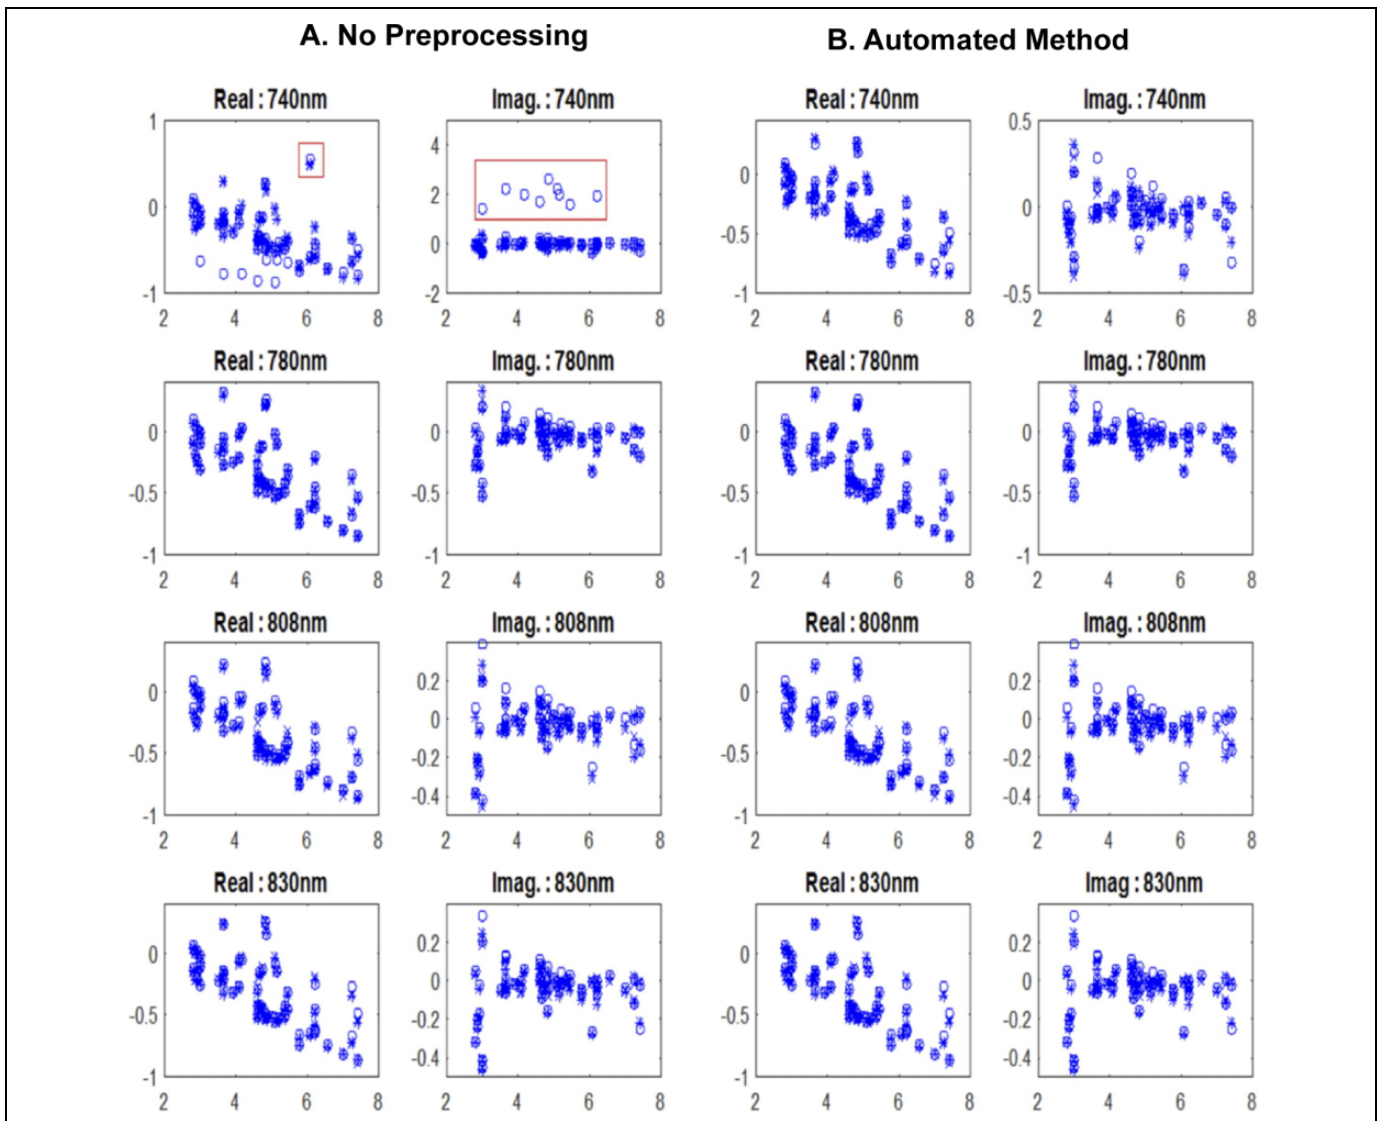 A. No Preprocessing
B. Automated Method
Real : 740nm
Imag. : 740nm
Real : 740nm
Imag. : 740nm
1
0
-1
2 4 6 8
4
2
0
-2
2 4 6 8
0
-0.5
-1
2 4 6 8
0.5
0
-0.5
2 4 6 8
Real : 780nm
Imag. : 780nm
Real : 780nm
Imag. : 780nm
0
-0.5
-1
2 4 6 8
0
-0.5
-1
2 4 6 8
0
-0.5
-1
2 4 6 8
0
-0.5
-1
2 4 6 8
Real : 808nm
Imag. : 808nm
Real : 808nm
Imag. : 808nm
0
-0.5
-1
2 4 6 8
0.2
0
-0.2
-0.4
2 4 6 8
0
-0.5
-1
2 4 6 8
0.2
0
-0.2
-0.4
2 4 6 8
Real : 830nm
Imag. : 830nm
Real : 830nm
Imag : 830nm
0
-0.5
-1
2 4 6 8
0.2
0
-0.2
-0.4
2 4 6 8
0
-0.5
-1
2 4 6 8
0.2
0
-0.2
-0.4
2 4 6 8